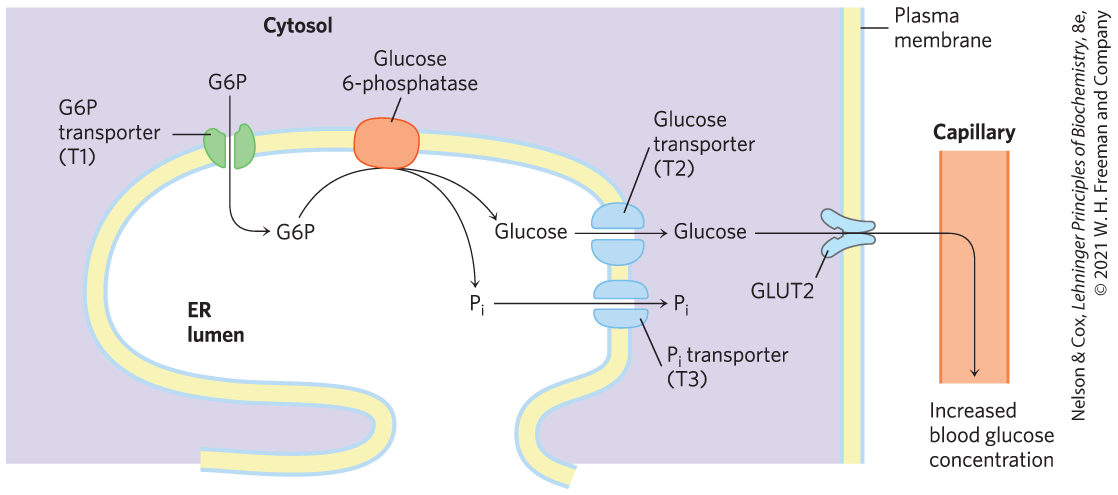 Cytosol
Plasma
membrane
Glucose
6-phosphatase
G6P
G6P
transporter
(T1)
Glucose
transporter
(T2)
Capillary
G6P
Glucose
Glucose
GLUT2
Pi
Pi
ER
lumen
Pi transporter
(T3)
Increased
blood glucose
concentration
Nelson & Cox, Lehninger Principles of Biochemistry, 8e,
© 2021 W. H. Freeman and Company